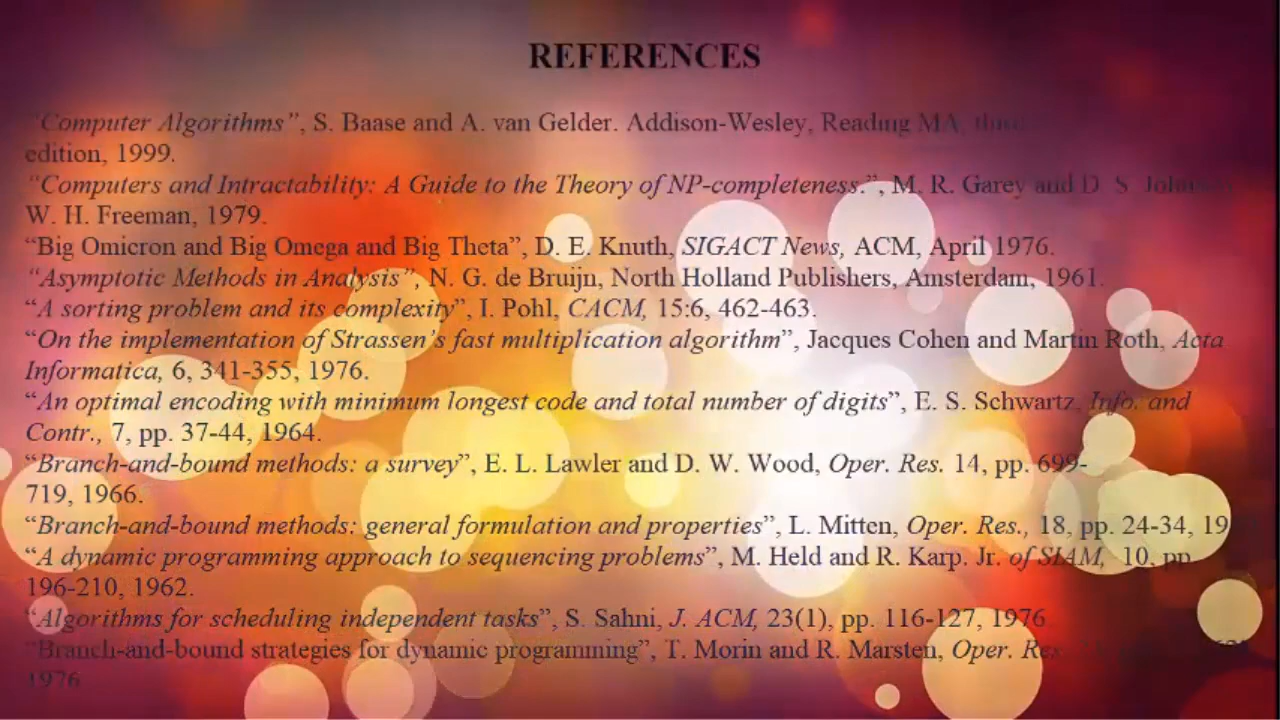 REFERENCES
“Computer Algorithms”, S. Baase and A. van Gelder. Addison-Wesley, Reading MA, third
edition, 1999.
“Computers and Intractability: A Guide to the Theory of NP-completeness.”, M. R. Garey and D. S. Johnson,
W. H. Freeman, 1979.
“Big Omicron and Big Omega and Big Theta”, D. E. Knuth, SIGACT News, ACM, April 1976.
“Asymptotic Methods in Analysis”, N. G. de Bruijn, North Holland Publishers, Amsterdam, 1961.
“A sorting problem and its complexity”, I. Pohl, CACM, 15:6, 462-463.
“On the implementation of Strassen’s fast multiplication algorithm”, Jacques Cohen and Martin Roth, Acta
Informatica, 6, 341-355, 1976.
“An optimal encoding with minimum longest code and total number of digits”, E. S. Schwartz, Info. and
Contr., 7, pp. 37-44, 1964.
“Branch-and-bound methods: a survey”, E. L. Lawler and D. W. Wood, Oper. Res. 14, pp. 699-
719, 1966.
“Branch-and-bound methods: general formulation and properties”, L. Mitten, Oper. Res., 18, pp. 24-34,
“A dynamic programming approach to sequencing problems”, M. Held and R. Karp. Jr. of SIAM, 10, pp.
196-210, 1962.
“Algorithms for scheduling independent tasks”, S. Sahni, J. ACM, 23(1), pp. 116-127, 1976
“Branch-and-bound strategies for dynamic programming”, T. Morin and R. Marsten, Oper. Res.
1976